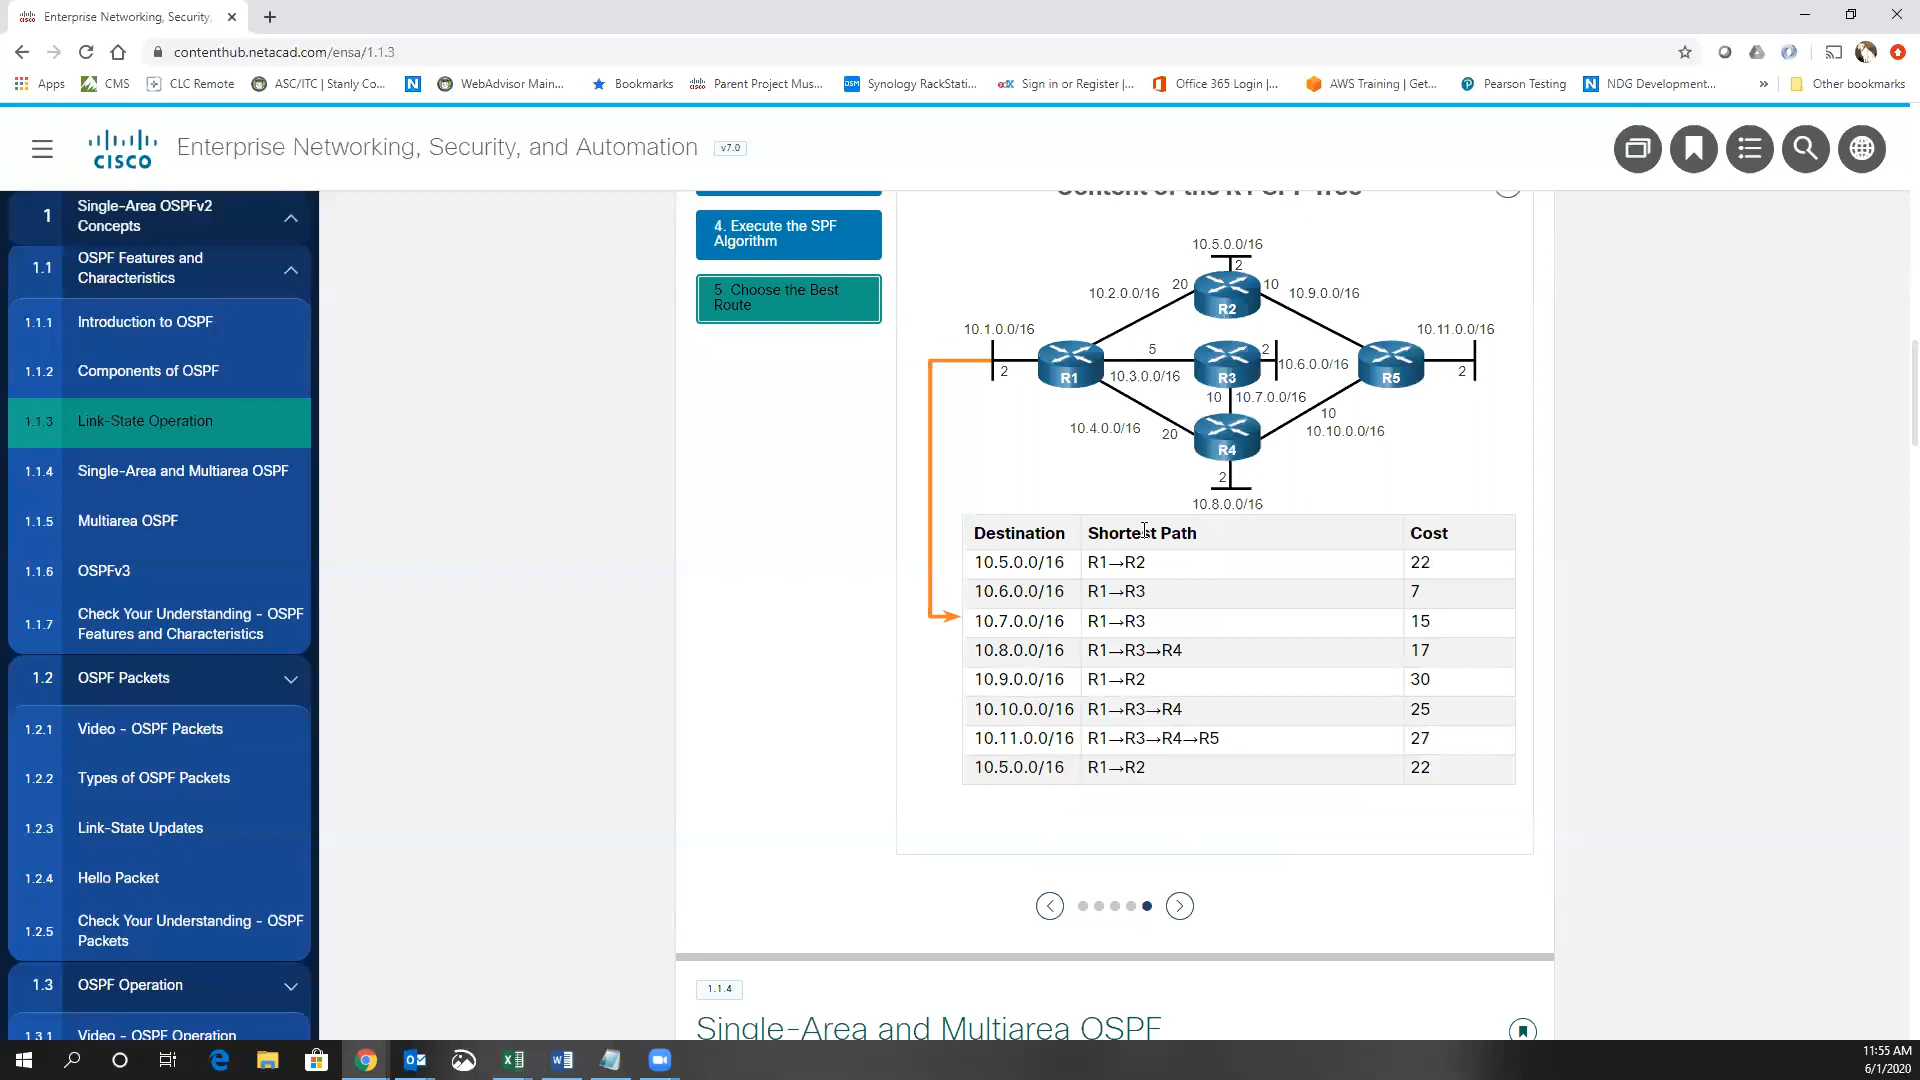 Enterprise Networking, Security,
contenthub.netacad.com/ensa/1.1.3
Apps
CMS
CLC Remote
ASC/ITC | Stanly Co...
N
WebAdvisor Main...
Bookmarks
Parent Project Mus...
DSM
Synology RackStati...
edX
Sign in or Register |...
Office 365 Login |...
AWS Training | Get...
Pearson Testing
N
NDG Development...
»
Other bookmarks
CISCO
Enterprise Networking, Security, and Automation
v7.0
1
Single-Area OSPFv2
Concepts
1.1
OSPF Features and
Characteristics
1.1.1 Introduction to OSPF
1.1.2 Components of OSPF
1.1.3 Link-State Operation
1.1.4 Single-Area and Multiarea OSPF
1.1.5 Multiarea OSPF
1.1.6 OSPFv3
1.1.7
Check Your Understanding - OSPF
Features and Characteristics
1.2 OSPF Packets
1.2.1 Video - OSPF Packets
1.2.2 Types of OSPF Packets
1.2.3 Link-State Updates
1.2.4 Hello Packet
1.2.5
Check Your Understanding - OSPF
Packets
1.3 OSPF Operation
1.3.1 Video - OSPF Operation
4. Execute the SPF
Algorithm
5. Choose the Best
Route
Content of the R1 SPF Tree
10.5.0.0/16
2
10.2.0.0/16 20 10 10.9.0.0/16
R2
10.1.0.0/16
10.11.0.0/16
5 2
2 R1 10.3.0.0/16 R3 10.6.0.0/16 R5 2
10 10.7.0.0/16
10
10.4.0.0/16 20 10.10.0.0/16
R4
2
10.8.0.0/16
Destination Shortest Path Cost
10.5.0.0/16 R1→R2 22
10.6.0.0/16 R1→R3 7
10.7.0.0/16 R1→R3 15
10.8.0.0/16 R1→R3→R4 17
10.9.0.0/16 R1→R2 30
10.10.0.0/16 R1→R3→R4 25
10.11.0.0/16 R1→R3→R4→R5 27
10.5.0.0/16 R1→R2 22
1.1.4
Single-Area and Multiarea OSPF
11:55 AM
6/1/2020